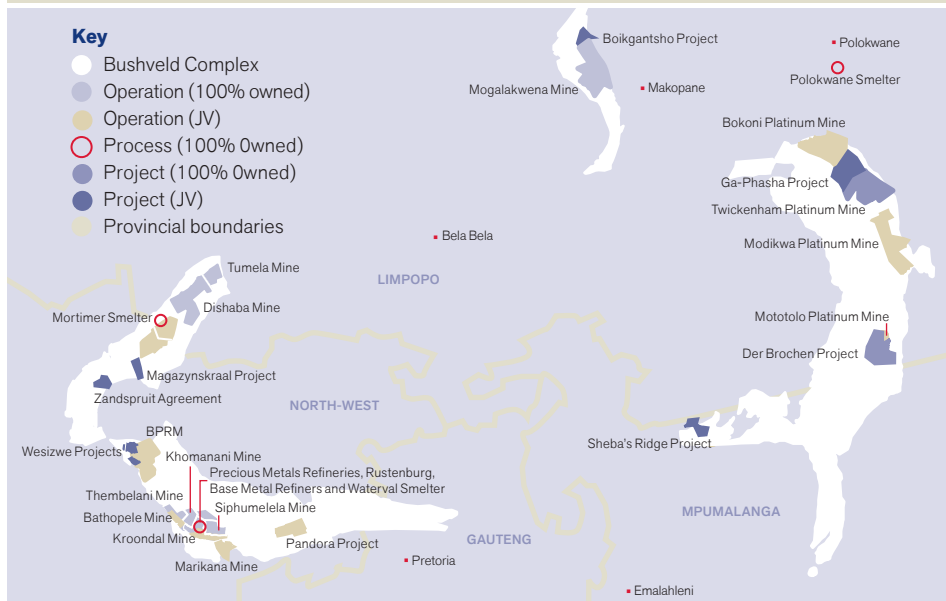 Key
Bushveld Complex
Operation (100% owned)
Operation (JV)
Process (100% Owned)
Project (100% Owned)
Project (JV)
Provincial boundaries
Boikgantsho Project
Mogalakwena Mine
Makopane
Polokwane
Polokwane Smelter
Bokoni Platinum Mine
Ga-Phasha Project
Twickenham Platinum Mine
Modikwa Platinum Mine
Bela Bela
LIMPOPO
Tumela Mine
Dishaba Mine
Mortimer Smelter
Mototolo Platinum Mine
Der Brochen Project
Magazynskraal Project
Zandspruit Agreement
NORTH-WEST
BPRM
Sheba's Ridge Project
Wesizwe Projects
Khomanani Mine
Precious Metals Refineries, Rustenburg,
Base Metal Refiners and Waterval Smelter
Thembelani Mine
Siphumelela Mine
Bathopele Mine
Kroondal Mine
Pandora Project
Marikana Mine
GAUTENG
MPUMALANGA
Pretoria
Emalahleni